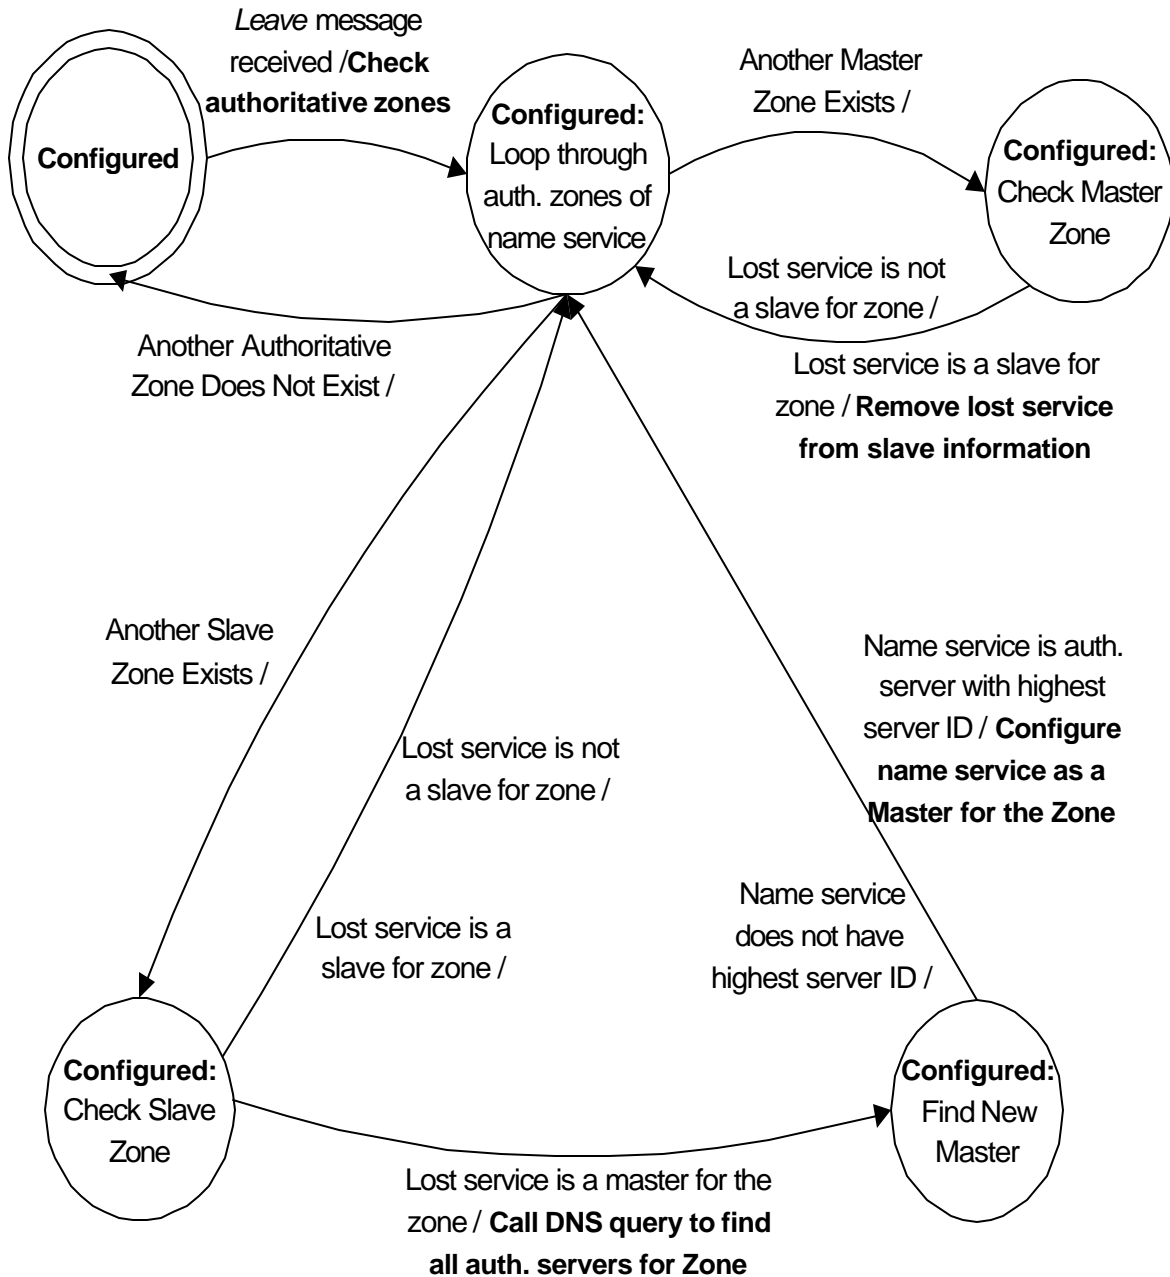 Leave message
received /Check
authoritative zones
Configured
Configured:
Loop through
auth. zones of
name service
Another Master
Zone Exists /
Configured:
Check Master
Zone
Lost service is not
a slave for zone /
Another Authoritative
Zone Does Not Exist /
Lost service is a slave for
zone / Remove lost service
from slave information
Another Slave
Zone Exists /
Lost service is not
a slave for zone /
Name service is auth.
server with highest
server ID / Configure
name service as a
Master for the Zone
Lost service is a
slave for zone /
Name service
does not have
highest server ID /
Configured:
Check Slave
Zone
Configured:
Find New
Master
Lost service is a master for the
zone / Call DNS query to find
all auth. servers for Zone